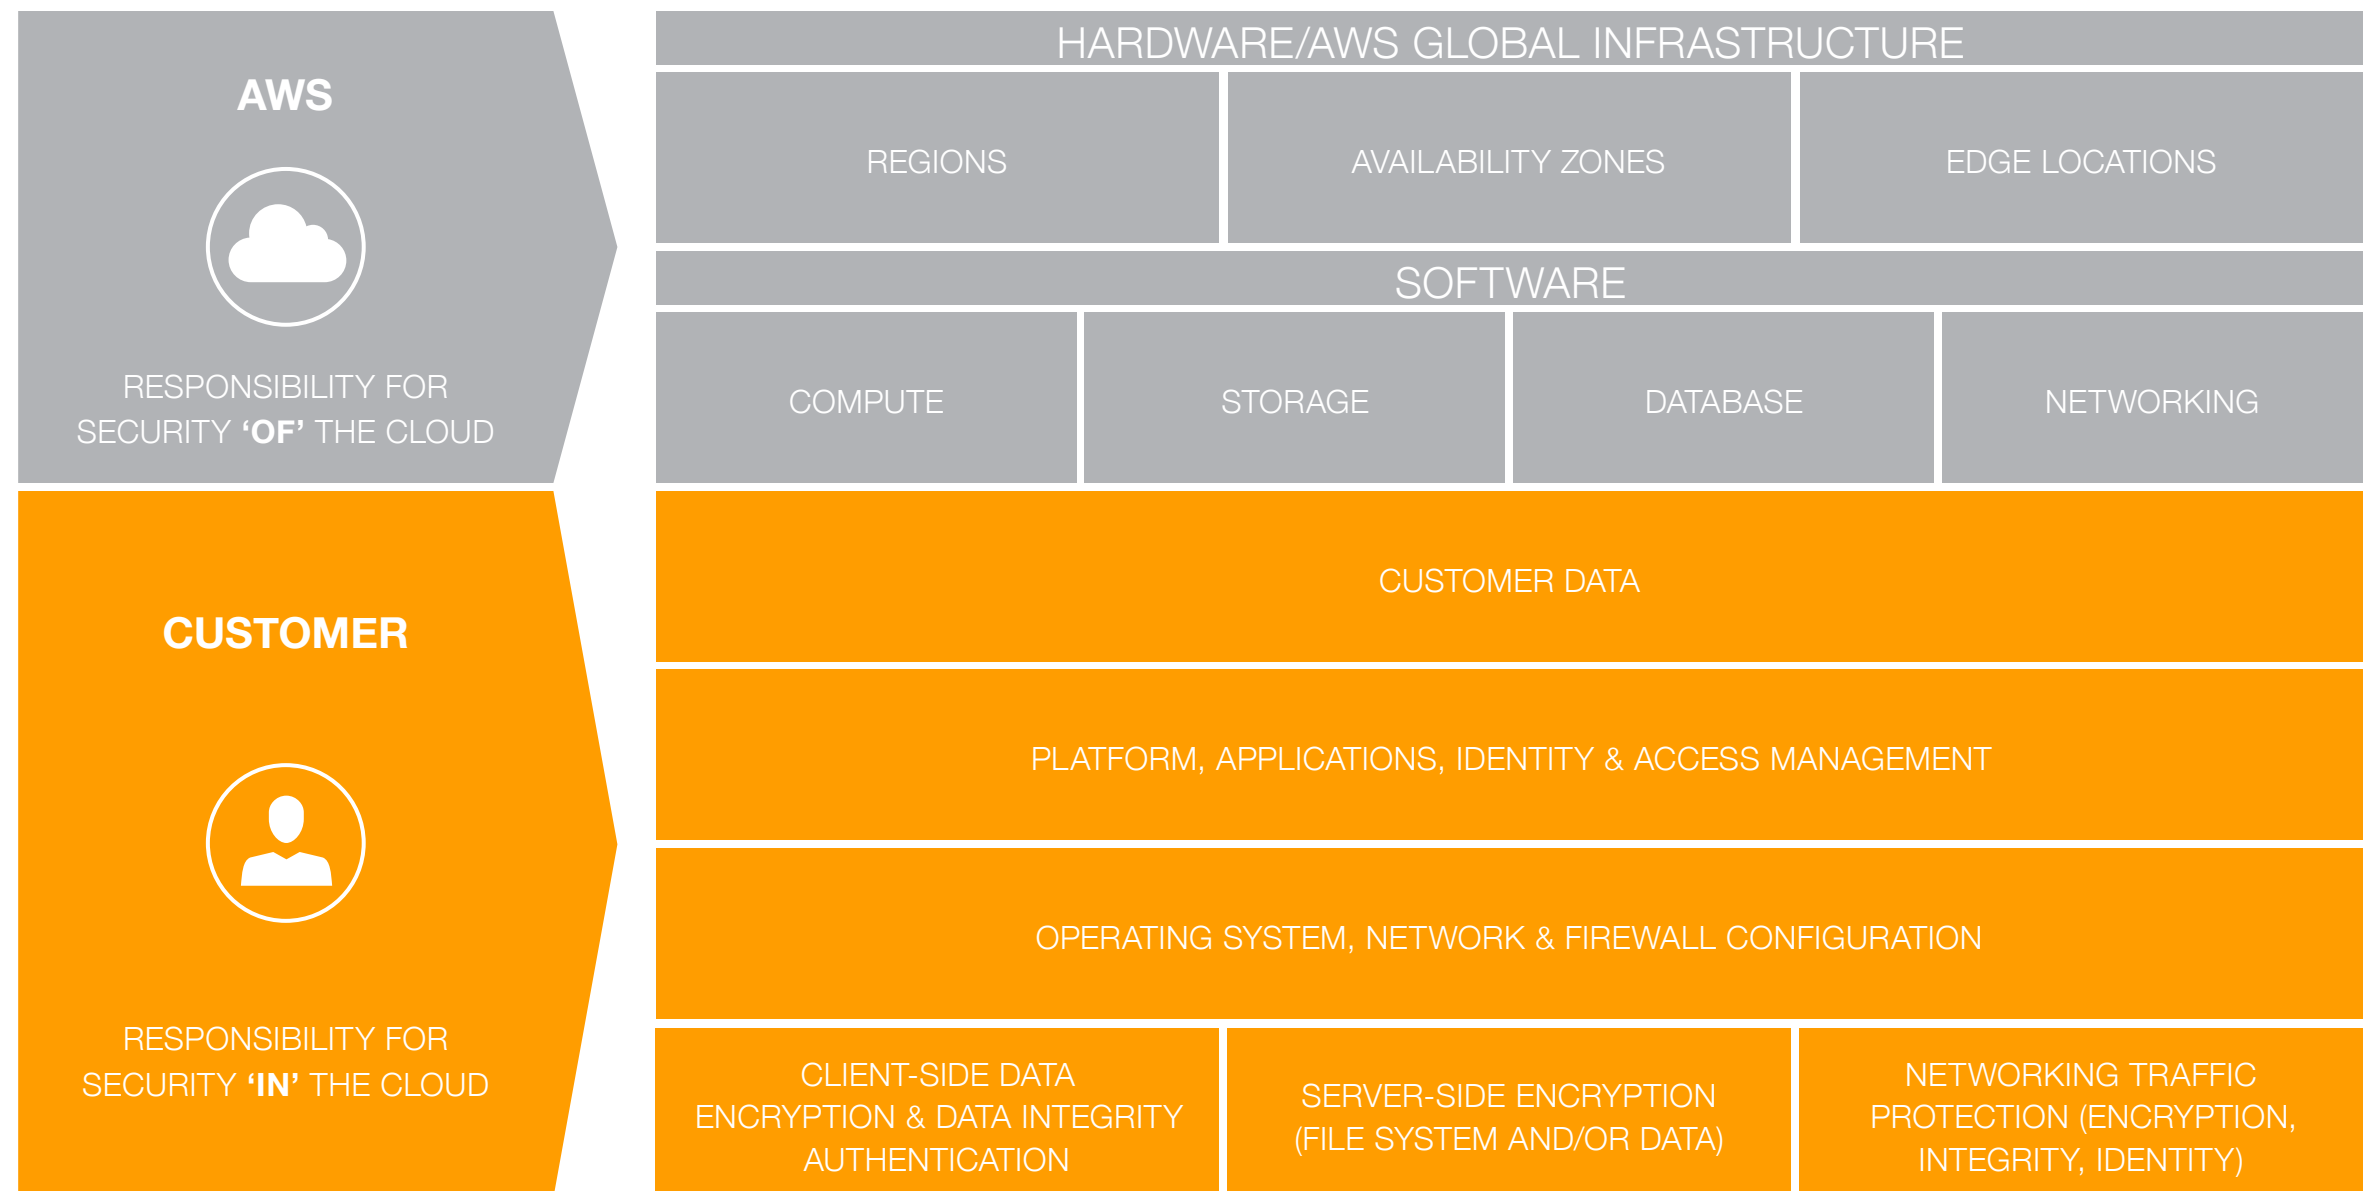 AWS
RESPONSIBILITY FOR
SECURITY ‘OF’ THE CLOUD
HARDWARE/AWS GLOBAL INFRASTRUCTURE
REGIONS
AVAILABILITY ZONES
EDGE LOCATIONS
SOFTWARE
COMPUTE
STORAGE
DATABASE
NETWORKING
CUSTOMER
RESPONSIBILITY FOR
SECURITY ‘IN’ THE CLOUD
CUSTOMER DATA
PLATFORM, APPLICATIONS, IDENTITY & ACCESS MANAGEMENT
OPERATING SYSTEM, NETWORK & FIREWALL CONFIGURATION
CLIENT-SIDE DATA
ENCRYPTION & DATA INTEGRITY
AUTHENTICATION
SERVER-SIDE ENCRYPTION
(FILE SYSTEM AND/OR DATA)
NETWORKING TRAFFIC
PROTECTION (ENCRYPTION,
INTEGRITY, IDENTITY)